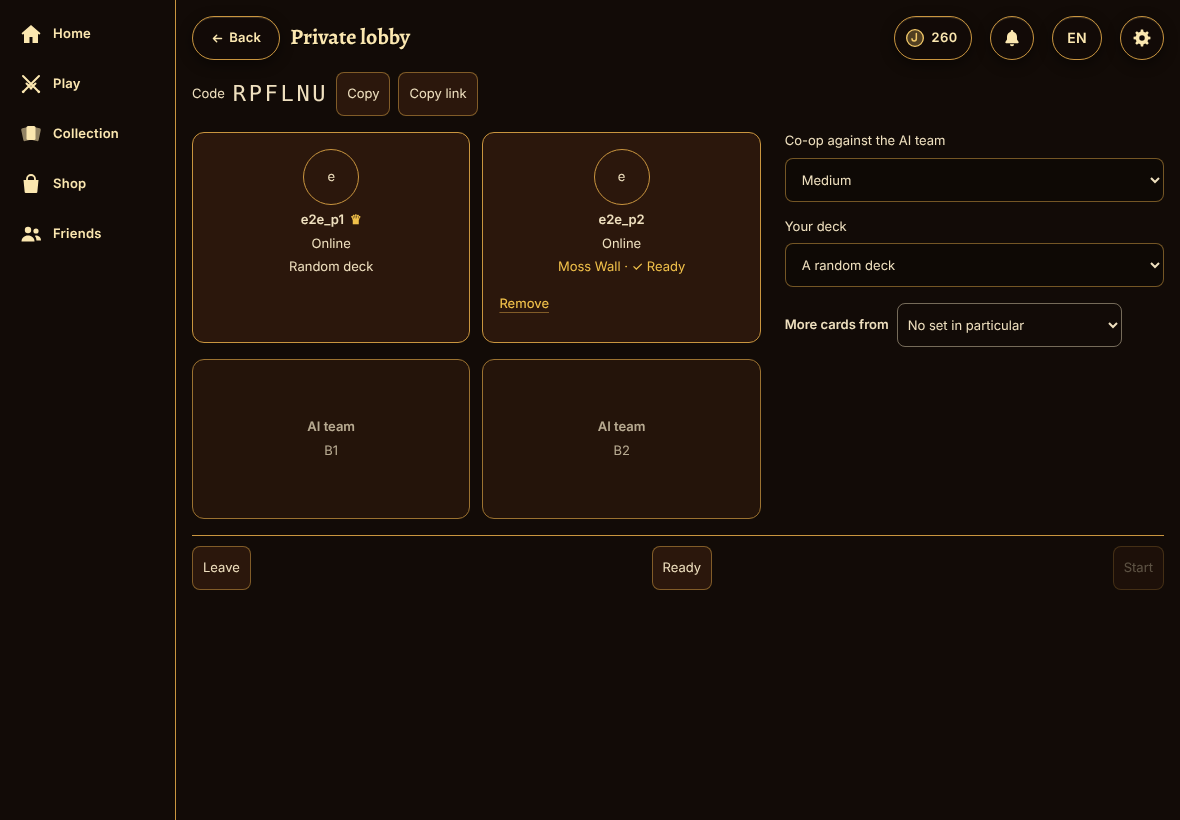 Home
Play
Collection
Shop
Friends
← Back
Private lobby
J 260
EN
Code RPFLNU Copy Copy link
e
e2e_p1 ♛
Online
Random deck
e
e2e_p2
Online
Moss Wall · ✓ Ready
Remove
AI team
B1
AI team
B2
Co-op against the AI team
Medium
Your deck
A random deck
More cards from No set in particular
Leave
Ready
Start